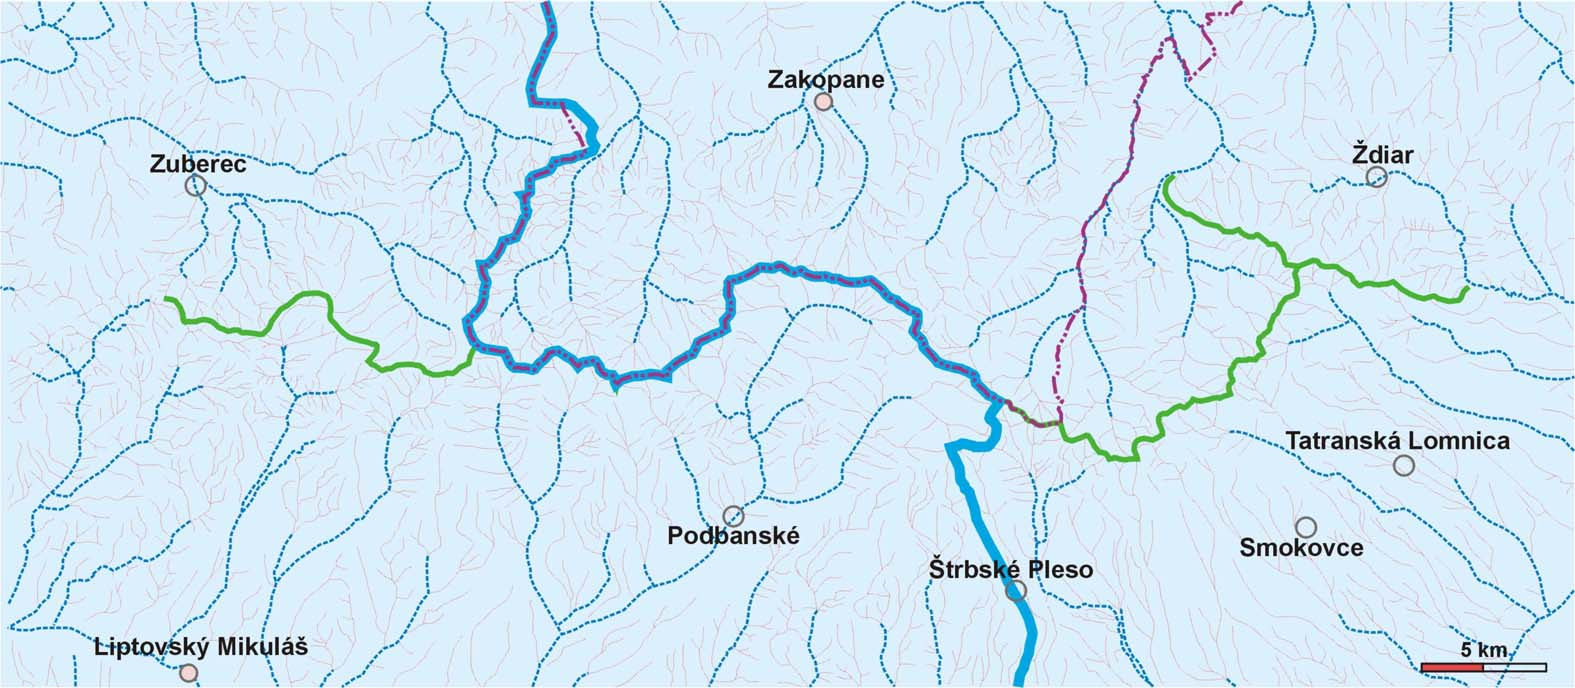 Zakopane
Ždiar
Zuberec
Tatranská Lomnica
Podbanské
Smokovce
Štrbské Pleso
Liptovský Mikuláš
5 km